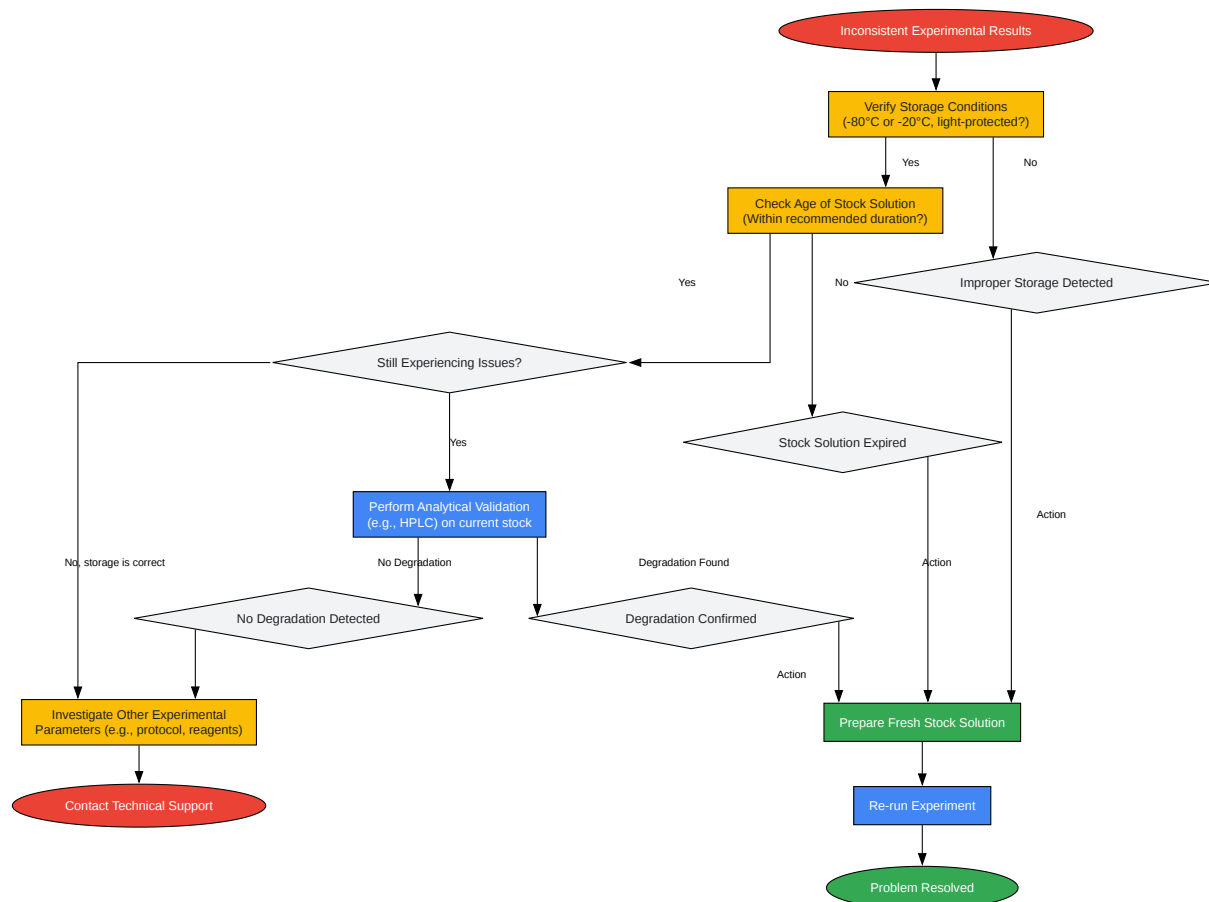 Inconsistent Experimental Results
Verify Storage Conditions
(-80°C or -20°C, light-protected?)
Yes
No
Check Age of Stock Solution
(Within recommended duration?)
Yes
No
Improper Storage Detected
Still Experiencing Issues?
Yes
Stock Solution Expired
Perform Analytical Validation
(e.g., HPLC) on current stock
Action
No, storage is correct
No Degradation
Degradation Found
Action
No Degradation Detected
Degradation Confirmed
Action
Investigate Other Experimental
Parameters (e.g., protocol, reagents)
Prepare Fresh Stock Solution
Contact Technical Support
Re-run Experiment
Problem Resolved